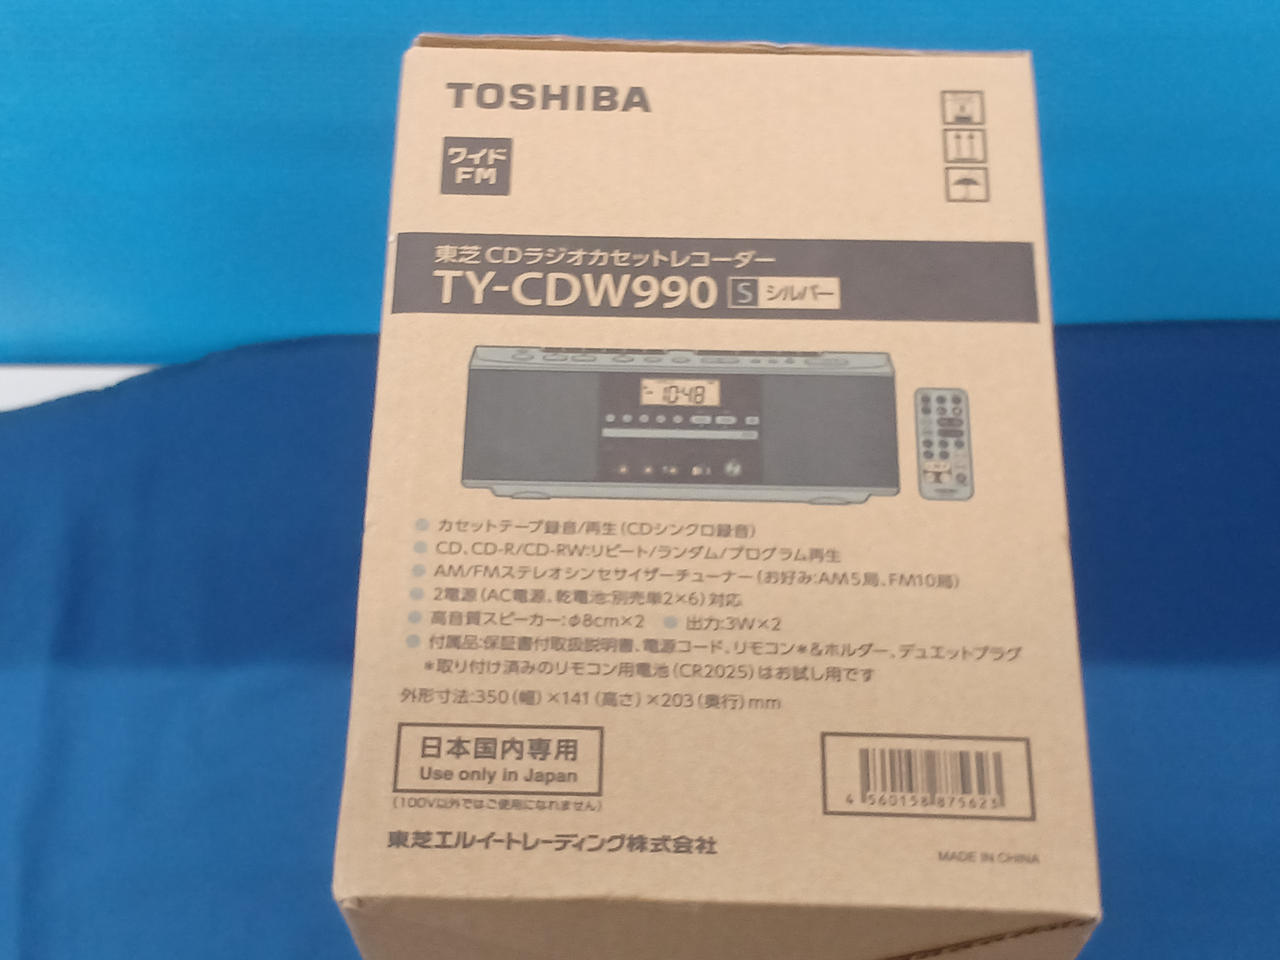 TOSHIBA
ワイド
FM
東芝 CDラジオカセットレコーダー
TY-CDW990 S シルバー
10:48
カセットテープ録音/再生(CDシンクロ録音)
CD、CD-R/CD-RW:リピート/ランダム/プログラム再生
AM/FMステレオシンセサイザーチューナー(お好み:AM5局、FM10局)
2電源(AC電源、乾電池:別売単2×6)対応
高音質スピーカー:φ8cm×2 出力:3W×2
付属品:保証書付取扱説明書、電源コード、リモコン*&ホルダー、デュエットプラグ
*取り付け済みのリモコン用電池(CR2025)はお試し用です
外形寸法:350(幅)×141(高さ)×203(奥行)mm
日本国内専用
Use only in Japan
(100V以外ではご使用になれません)
4 560158 875623
東芝エルイートレーディング株式会社
MADE IN CHINA